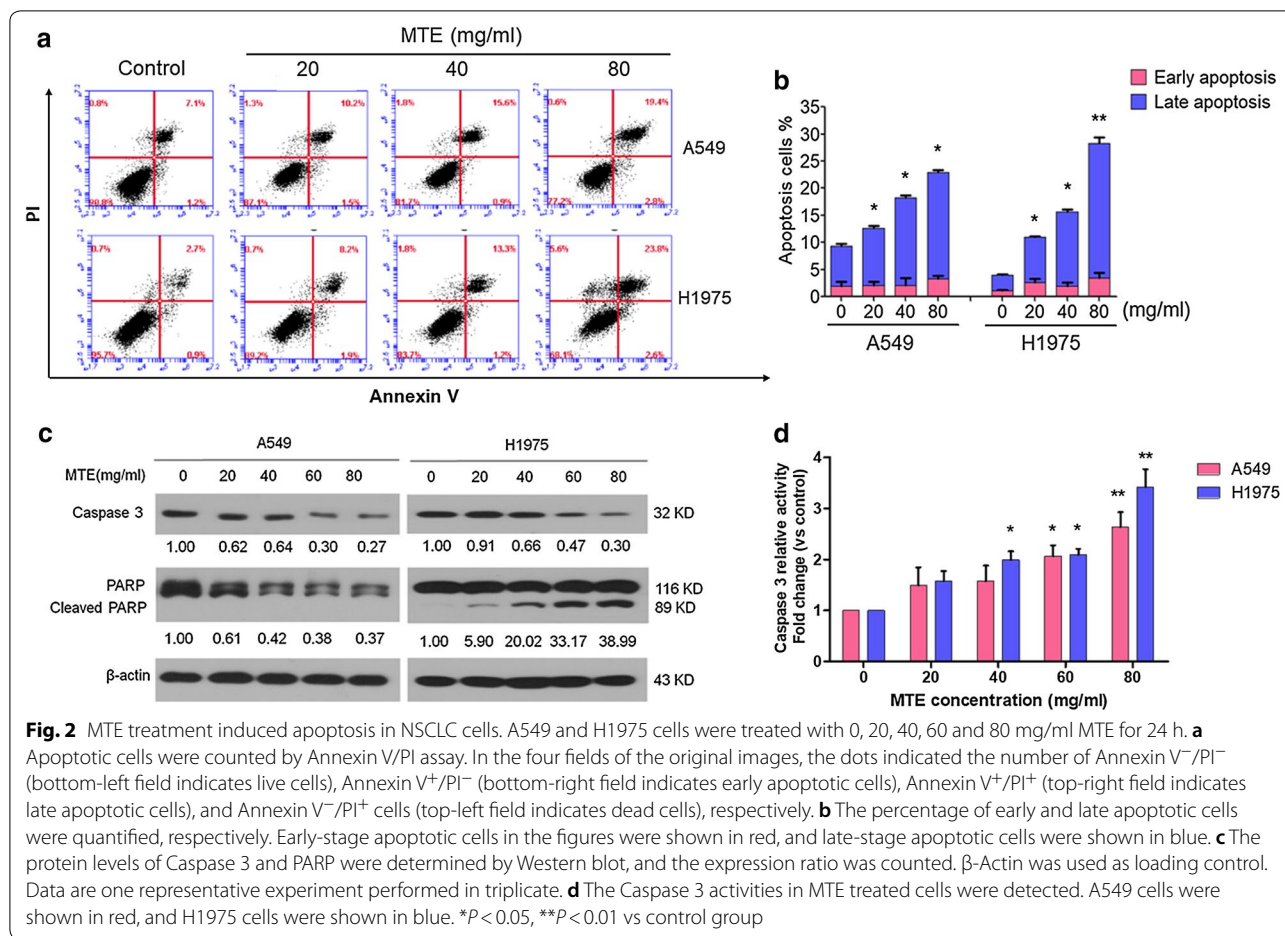 a
MTE (mg/ml)
Control 20 40 80
0.8% 7.1% 1.3% 10.2% 1.8% 15.6% 0.6% 19.4%
A549
90.8% 1.2% 87.1% 1.5% 81.7% 0.9% 77.2% 2.8%
PI
0.7% 2.7% 0.7% 8.2% 1.8% 13.3% 5.6% 23.8%
H1975
95.7% 0.9% 89.2% 1.9% 83.7% 1.2% 68.1% 2.6%
Annexin V
b
Early apoptosis
Late apoptosis
Apoptosis cells %
35
30
25
20
15
10
5
0
* * * * * **
0 20 40 80 0 20 40 80 (mg/ml)
A549 H1975
c
A549 H1975
MTE(mg/ml) 0 20 40 60 80 0 20 40 60 80
Caspase 3 32 KD
1.00 0.62 0.64 0.30 0.27 1.00 0.91 0.66 0.47 0.30
PARP 116 KD
Cleaved PARP 89 KD
1.00 0.61 0.42 0.38 0.37 1.00 5.90 20.02 33.17 38.99
β-actin 43 KD
d
A549
H1975
Caspase 3 relative activity
Fold change (vs control)
4
3
2
1
0
* * * ** **
0 20 40 60 80
MTE concentration (mg/ml)
Fig. 2 MTE treatment induced apoptosis in NSCLC cells. A549 and H1975 cells were treated with 0, 20, 40, 60 and 80 mg/ml MTE for 24 h. a
Apoptotic cells were counted by Annexin V/PI assay. In the four fields of the original images, the dots indicated the number of Annexin V⁻/PI⁻
(bottom-left field indicates live cells), Annexin V⁺/PI⁻ (bottom-right field indicates early apoptotic cells), Annexin V⁺/PI⁺ (top-right field indicates
late apoptotic cells), and Annexin V⁻/PI⁺ cells (top-left field indicates dead cells), respectively. b The percentage of early and late apoptotic cells
were quantified, respectively. Early-stage apoptotic cells in the figures were shown in red, and late-stage apoptotic cells were shown in blue. c The
protein levels of Caspase 3 and PARP were determined by Western blot, and the expression ratio was counted. β-Actin was used as loading control.
Data are one representative experiment performed in triplicate. d The Caspase 3 activities in MTE treated cells were detected. A549 cells were
shown in red, and H1975 cells were shown in blue. *P < 0.05, **P < 0.01 vs control group